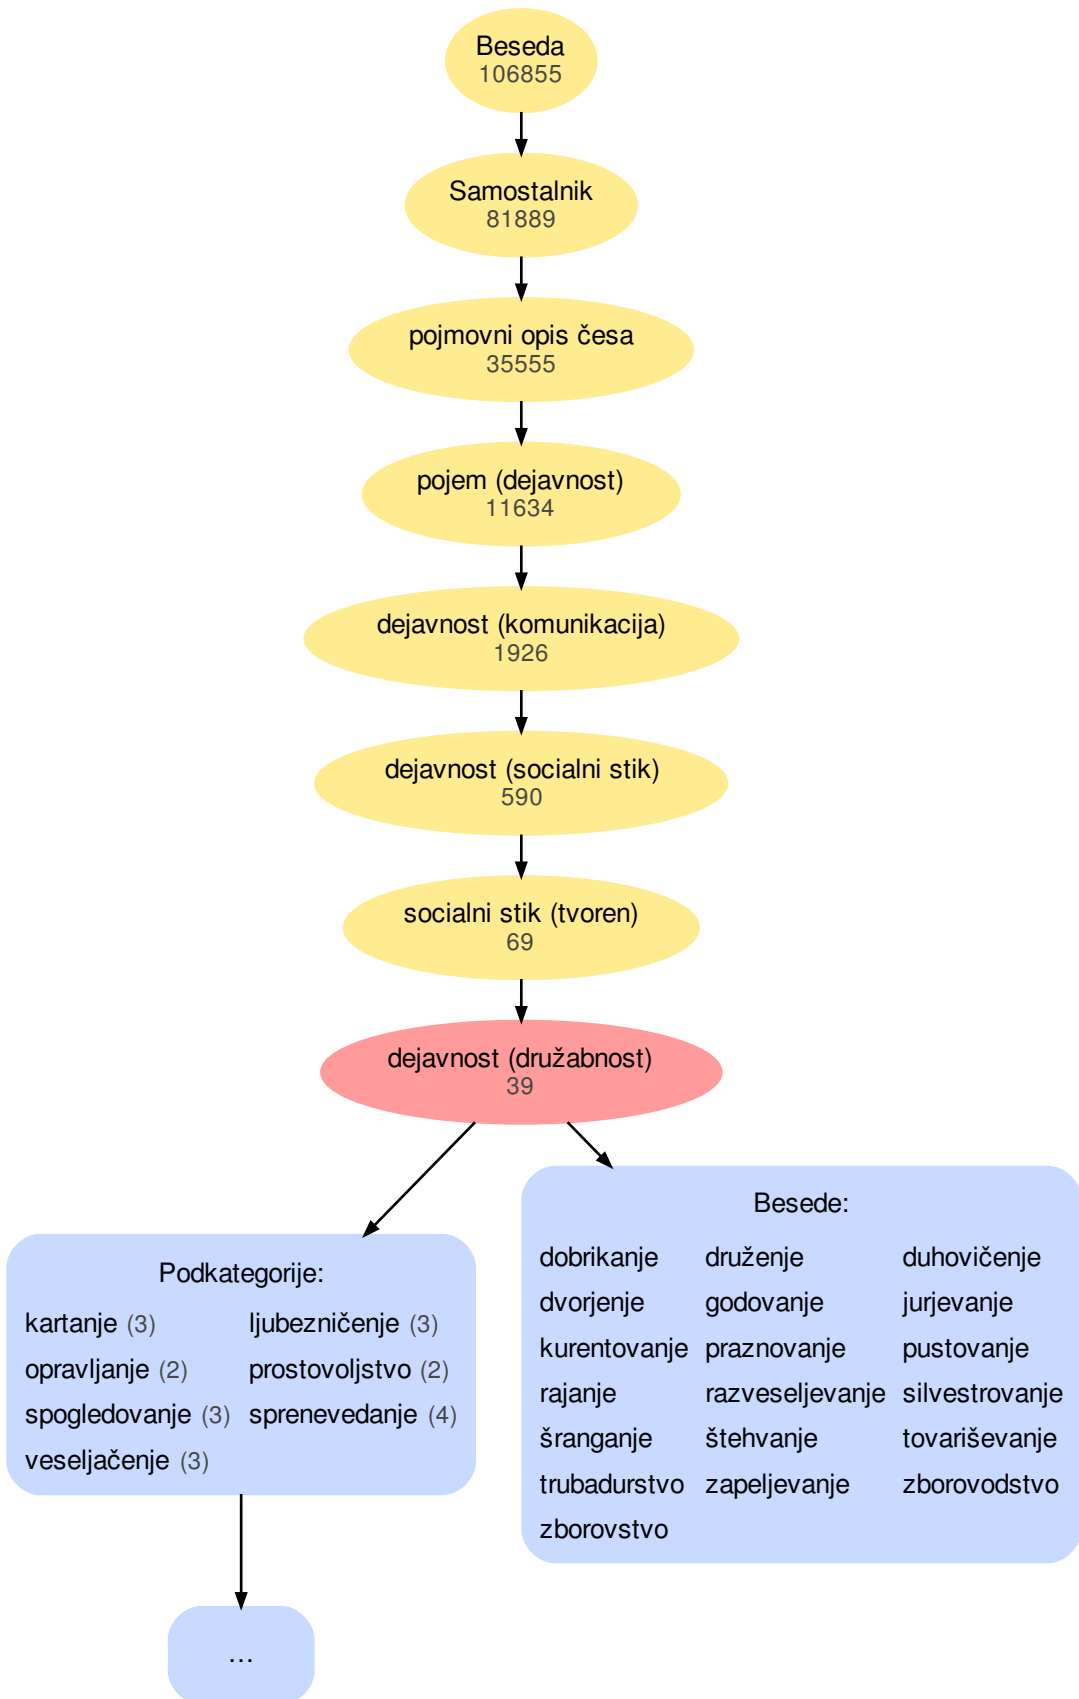 Beseda
106855
Samostalnik
81889
pojmovni opis česa
35555
pojem (dejavnost)
11634
dejavnost (komunikacija)
1926
dejavnost (socialni stik)
590
socialni stik (tvoren)
69
dejavnost (družabnost)
39
Podkategorije:
kartanje (3) ljubezničenje (3)
opravljanje (2) prostovoljstvo (2)
spogledovanje (3) sprenevedanje (4)
veseljačenje (3)
...
Besede:
dobrikanje druženje duhovičenje
dvorjenje godovanje jurjevanje
kurentovanje praznovanje pustovanje
rajanje razveseljevanje silvestrovanje
šranganje štehvanje tovariševanje
trubadurstvo zapeljevanje zborovodstvo
zborovstvo